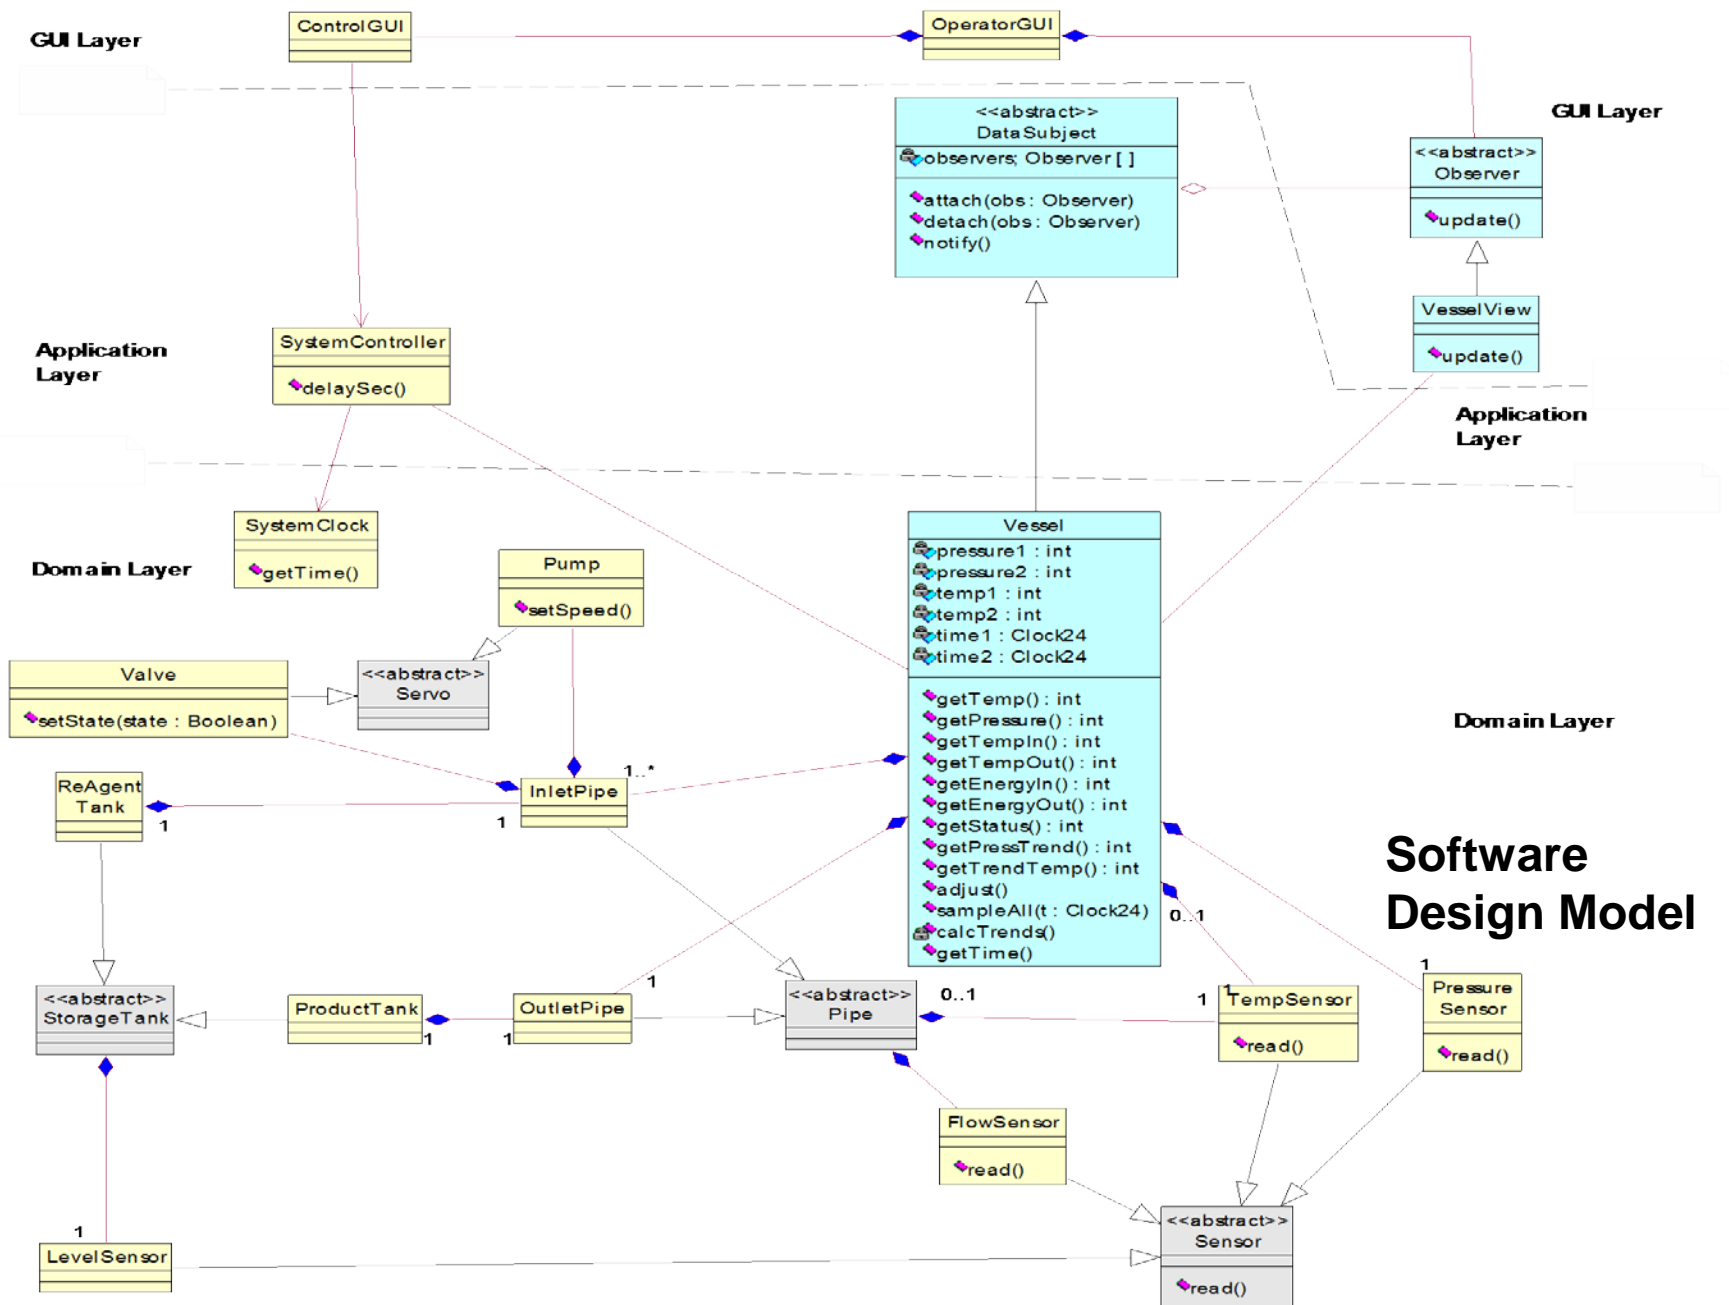 GUI Layer
ControlGUI
OperatorGUI
<<abstract>>
DataSubject
observers; Observer [ ]
attach(obs : Observer)
detach(obs : Observer)
notify()
GUI Layer
<<abstract>>
Observer
update()
VesselView
update()
Application
Layer
SystemController
delaySec()
Application
Layer
SystemClock
getTime()
Domain Layer
Pump
setSpeed()
Valve
setState(state : Boolean)
<<abstract>>
Servo
Vessel
pressure1 : int
pressure2 : int
temp1 : int
temp2 : int
time1 : Clock24
time2 : Clock24
getTemp() : int
getPressure() : int
getTempIn() : int
getTempOut() : int
getEnergyIn() : int
getEnergyOut() : int
getStatus() : int
getPressTrend() : int
getTrendTemp() : int
adjust()
sampleAll(t : Clock24)
calcTrends()
getTime()
Domain Layer
ReAgent
Tank
1
1
InletPipe
1..*
Software
Design Model
0..1
1
<<abstract>>
StorageTank
ProductTank
1
1
OutletPipe
1
<<abstract>>
Pipe
0..1
1
1
TempSensor
read()
Pressure
Sensor
read()
FlowSensor
read()
1
LevelSensor
<<abstract>>
Sensor
read()